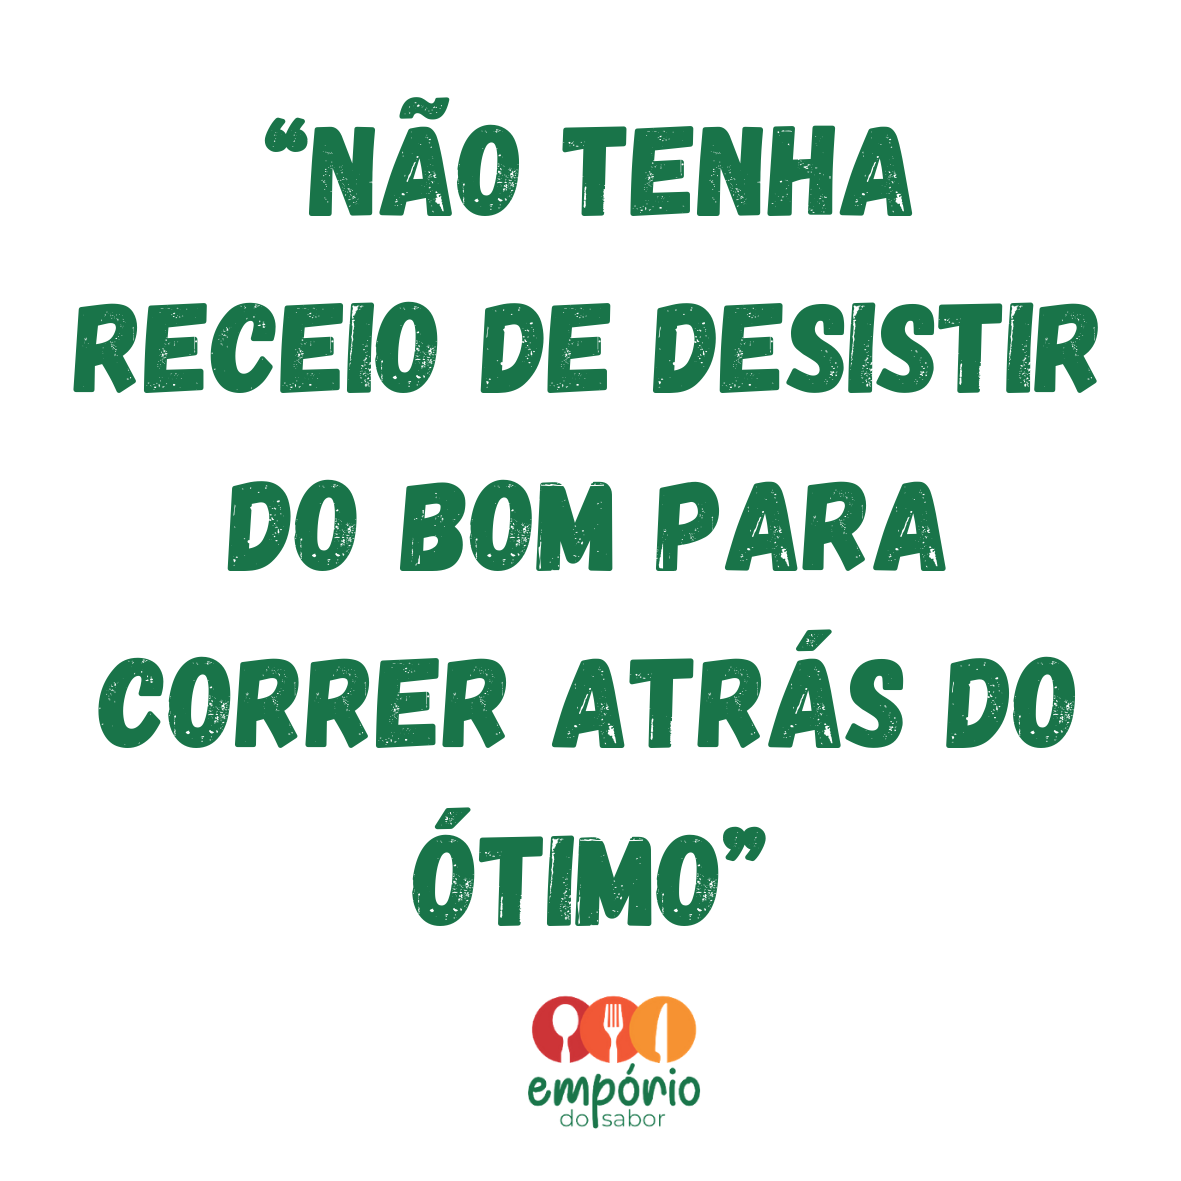 “NÃO TENHA
RECEIO DE DESISTIR
DO BOM PARA
CORRER ATRÁS DO
ÓTIMO”
empório
do sabor